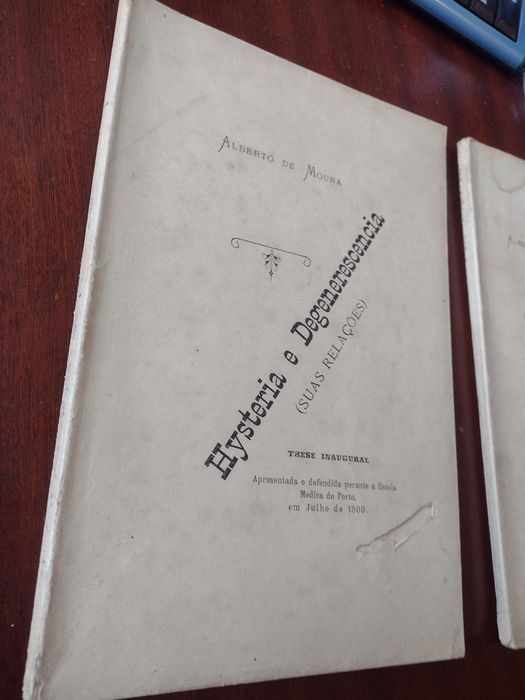 ALBERTO DE MOURA
Hysteria e Degenerescencia
(SUAS RELAÇÕES)
THESE INAUGURAL
Apresentada e defendida perante a Escola
Medica do Porto,
em Julho de 1900.